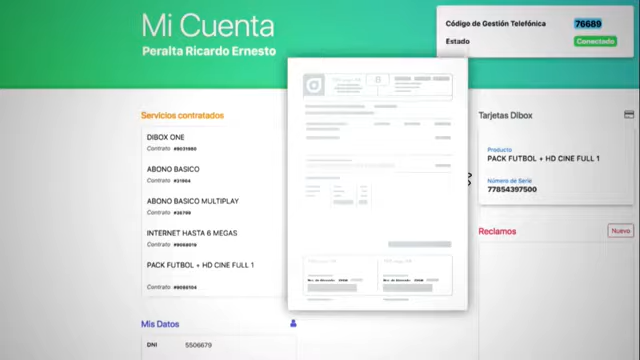 Mi Cuenta
Peralta Ricardo Ernesto
Código de Gestión Telefónica 76689
Estado Conectado
Servicios contratados
DIBOX ONE
Contrato #9031980
ABONO BASICO
Contrato #31964
ABONO BASICO MULTIPLAY
Contrato #36799
INTERNET HASTA 6 MEGAS
Contrato #9068918
PACK FUTBOL + HD CINE FULL 1
Contrato #9088104
Mis Datos
DNI 5506679
B
Tarjetas Dibox
Producto
PACK FUTBOL + HD CINE FULL 1
Número de Serie
77854397500
Reclamos
Nuevo